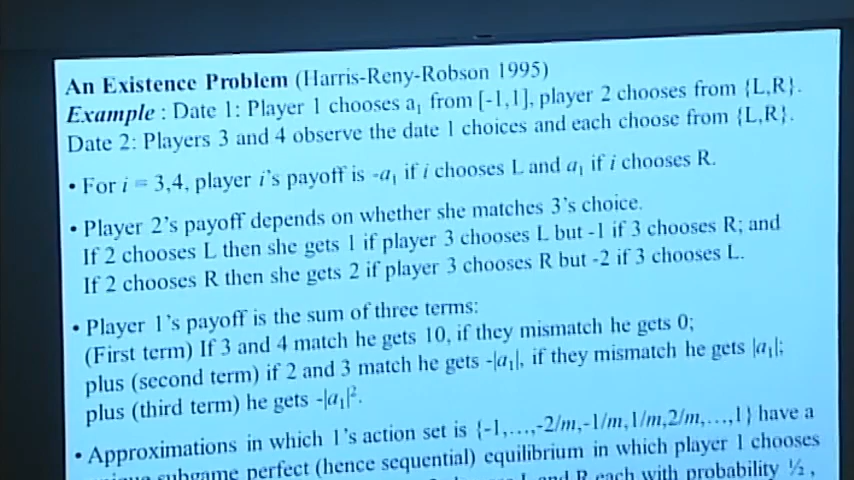 An Existence Problem (Harris-Reny-Robson 1995)
Example : Date 1: Player 1 chooses a₁ from [-1,1], player 2 chooses from {L,R}.
Date 2: Players 3 and 4 observe the date 1 choices and each choose from {L,R}.
• For i = 3,4, player i's payoff is -a₁ if i chooses L and a₁ if i chooses R.
• Player 2's payoff depends on whether she matches 3's choice.
If 2 chooses L then she gets 1 if player 3 chooses L but -1 if 3 chooses R; and
If 2 chooses R then she gets 2 if player 3 chooses R but -2 if 3 chooses L.
• Player 1's payoff is the sum of three terms:
(First term) If 3 and 4 match he gets 10, if they mismatch he gets 0;
plus (second term) if 2 and 3 match he gets -|a₁|, if they mismatch he gets |a₁|;
plus (third term) he gets -|a₁|².
• Approximations in which 1's action set is {-1,…,-2/m,-1/m,1/m,2/m,…,1} have a
subgame perfect (hence sequential) equilibrium in which player 1 chooses
and R each with probability ½ ,